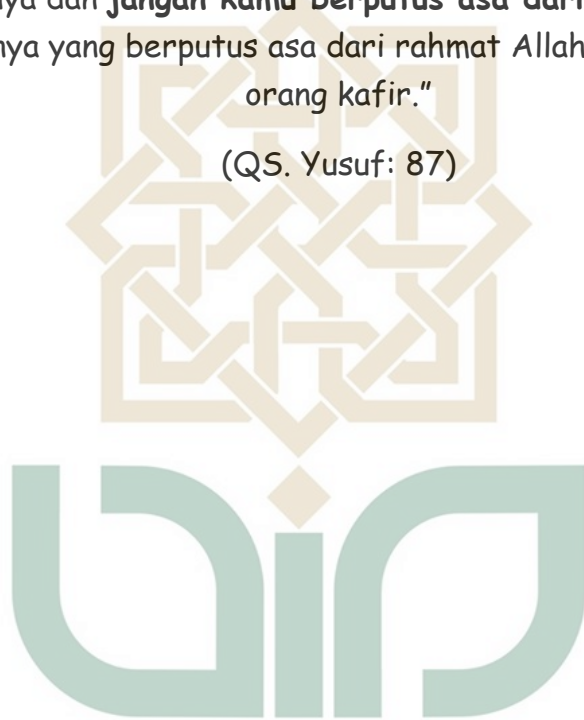 ya dan jangan kamu berputus asa dari
nya yang berputus asa dari rahmat Allah
orang kafir.”
(QS. Yusuf: 87)